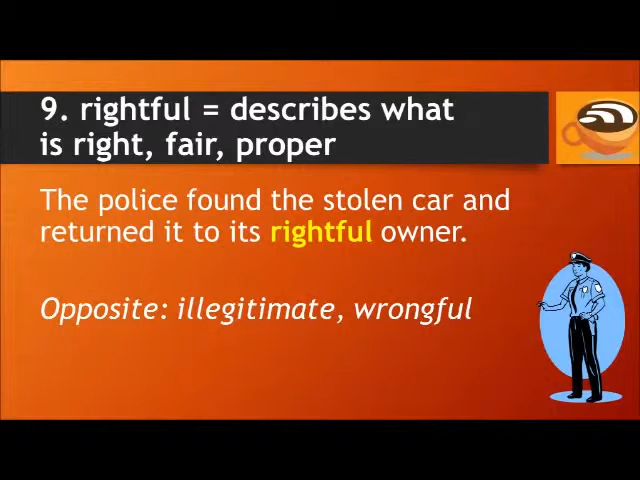 9. rightful = describes what
is right, fair, proper
The police found the stolen car and
returned it to its rightful owner.
Opposite: illegitimate, wrongful